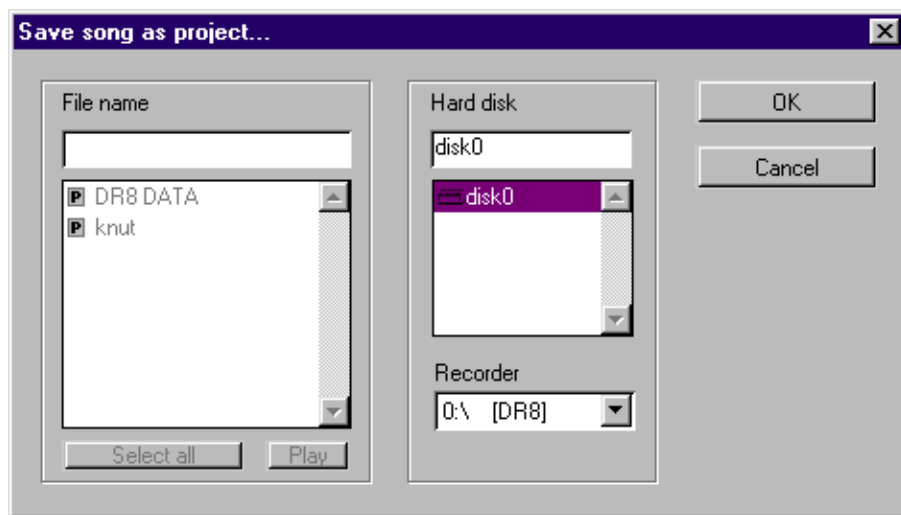 Save song as project...
File name
P DR8 DATA
P knut
Select all
Play
Hard disk
disk0
disk0
Recorder
0:\ [DR8]
OK
Cancel